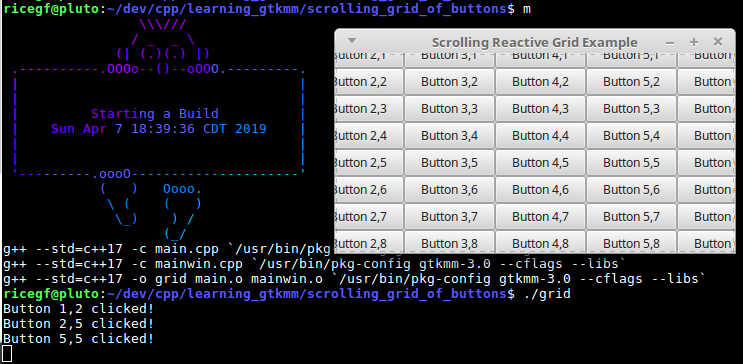 ricegf@pluto:~/dev/cpp/learning_gtkmm/scrolling_grid_of_buttons$ m
\\\///
/ _ _ \
(| (.)(.) |)
.----------.OOOo--()--oOOO.---------.
Starting a Build
Sun Apr 7 18:39:36 CDT 2019
'---------.oooO---------------------'
( ) Oooo.
\ ( ( )
\_) ) /
(_/
Scrolling Reactive Grid Example
Button 2,1 Button 3,1 Button 4,1 Button 5,1 Button
Button 2,2 Button 3,2 Button 4,2 Button 5,2 Button
Button 2,3 Button 3,3 Button 4,3 Button 5,3 Button
Button 2,4 Button 3,4 Button 4,4 Button 5,4 Button
Button 2,5 Button 3,5 Button 4,5 Button 5,5 Button
Button 2,6 Button 3,6 Button 4,6 Button 5,6 Button
Button 2,7 Button 3,7 Button 4,7 Button 5,7 Button
Button 2,8 Button 3,8 Button 4,8 Button 5,8 Button
g++ --std=c++17 -c main.cpp `/usr/bin/pkg
g++ --std=c++17 -c mainwin.cpp `/usr/bin/pkg-config gtkmm-3.0 --cflags --libs`
g++ --std=c++17 -o grid main.o mainwin.o `/usr/bin/pkg-config gtkmm-3.0 --cflags --libs`
ricegf@pluto:~/dev/cpp/learning_gtkmm/scrolling_grid_of_buttons$ ./grid
Button 1,2 clicked!
Button 2,5 clicked!
Button 5,5 clicked!